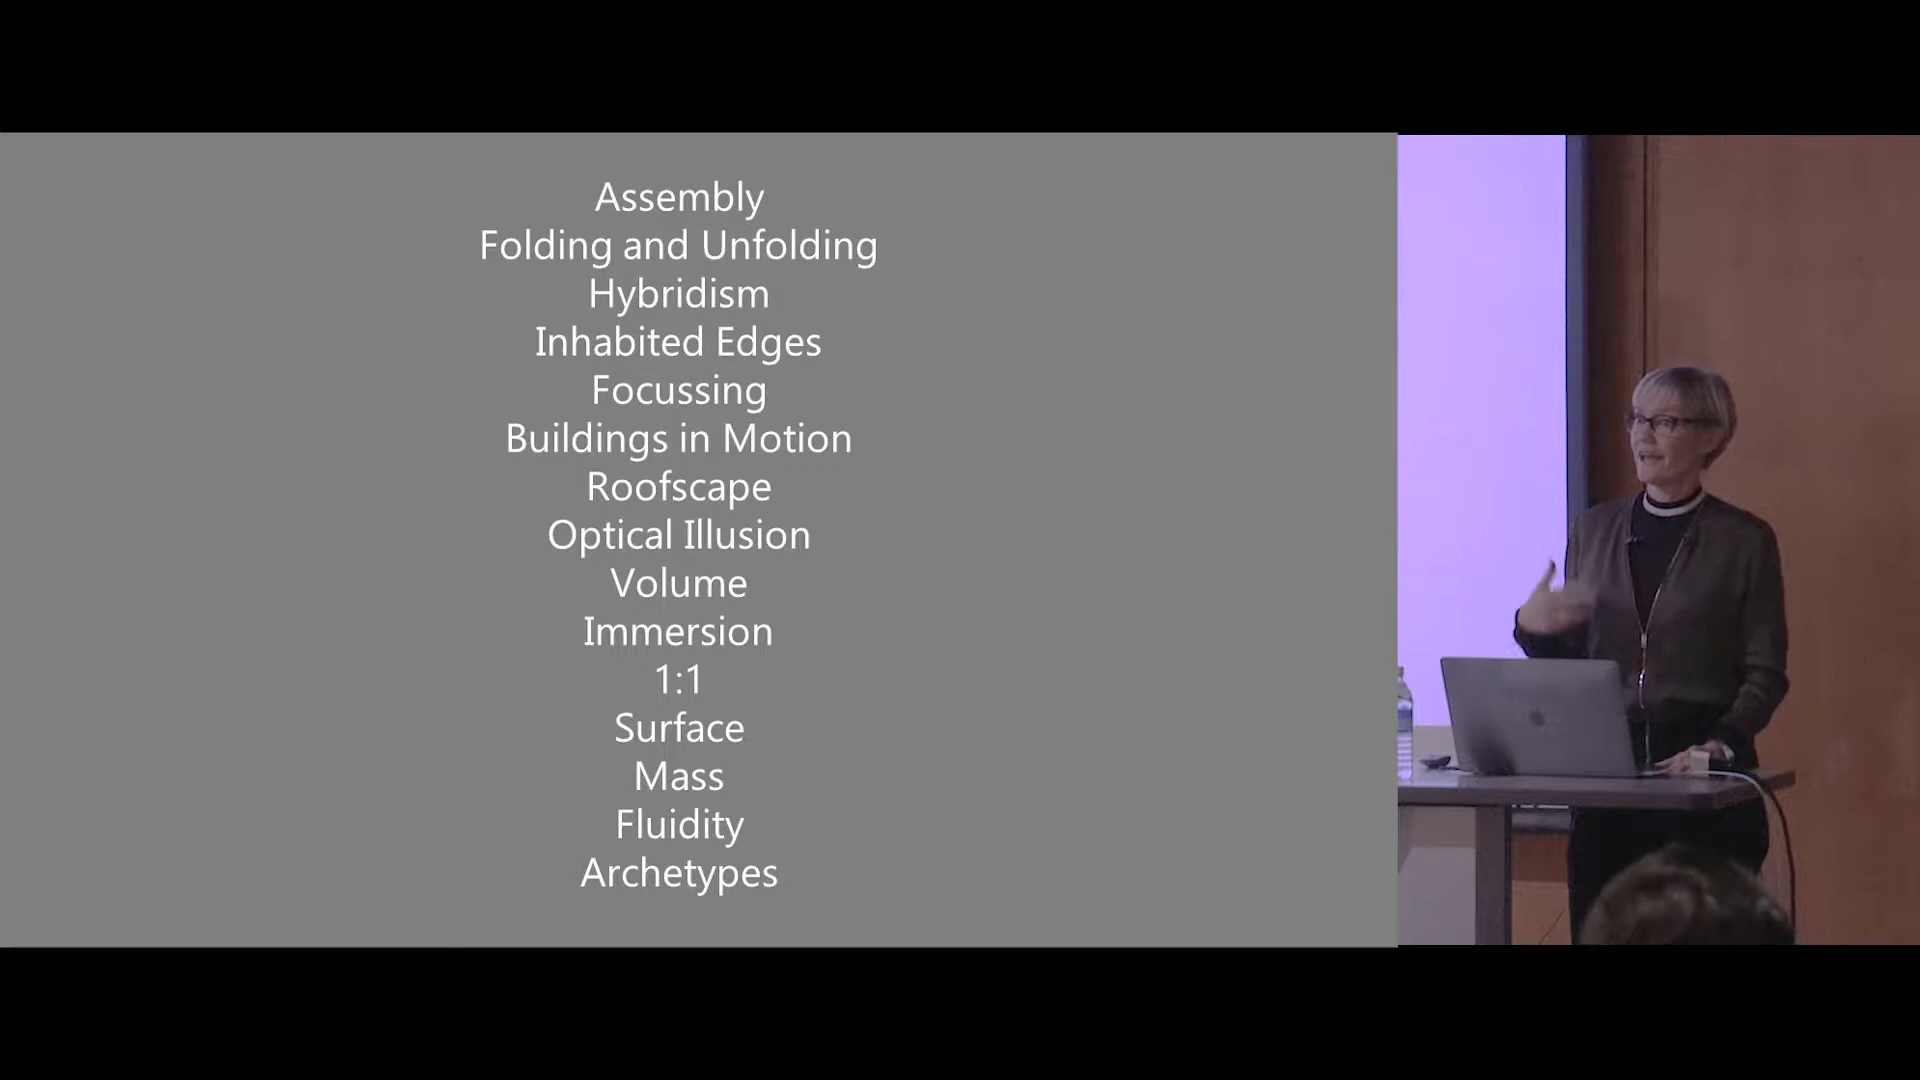 Assembly
Folding and Unfolding
Hybridism
Inhabited Edges
Focussing
Buildings in Motion
Roofscape
Optical Illusion
Volume
Immersion
1:1
Surface
Mass
Fluidity
Archetypes